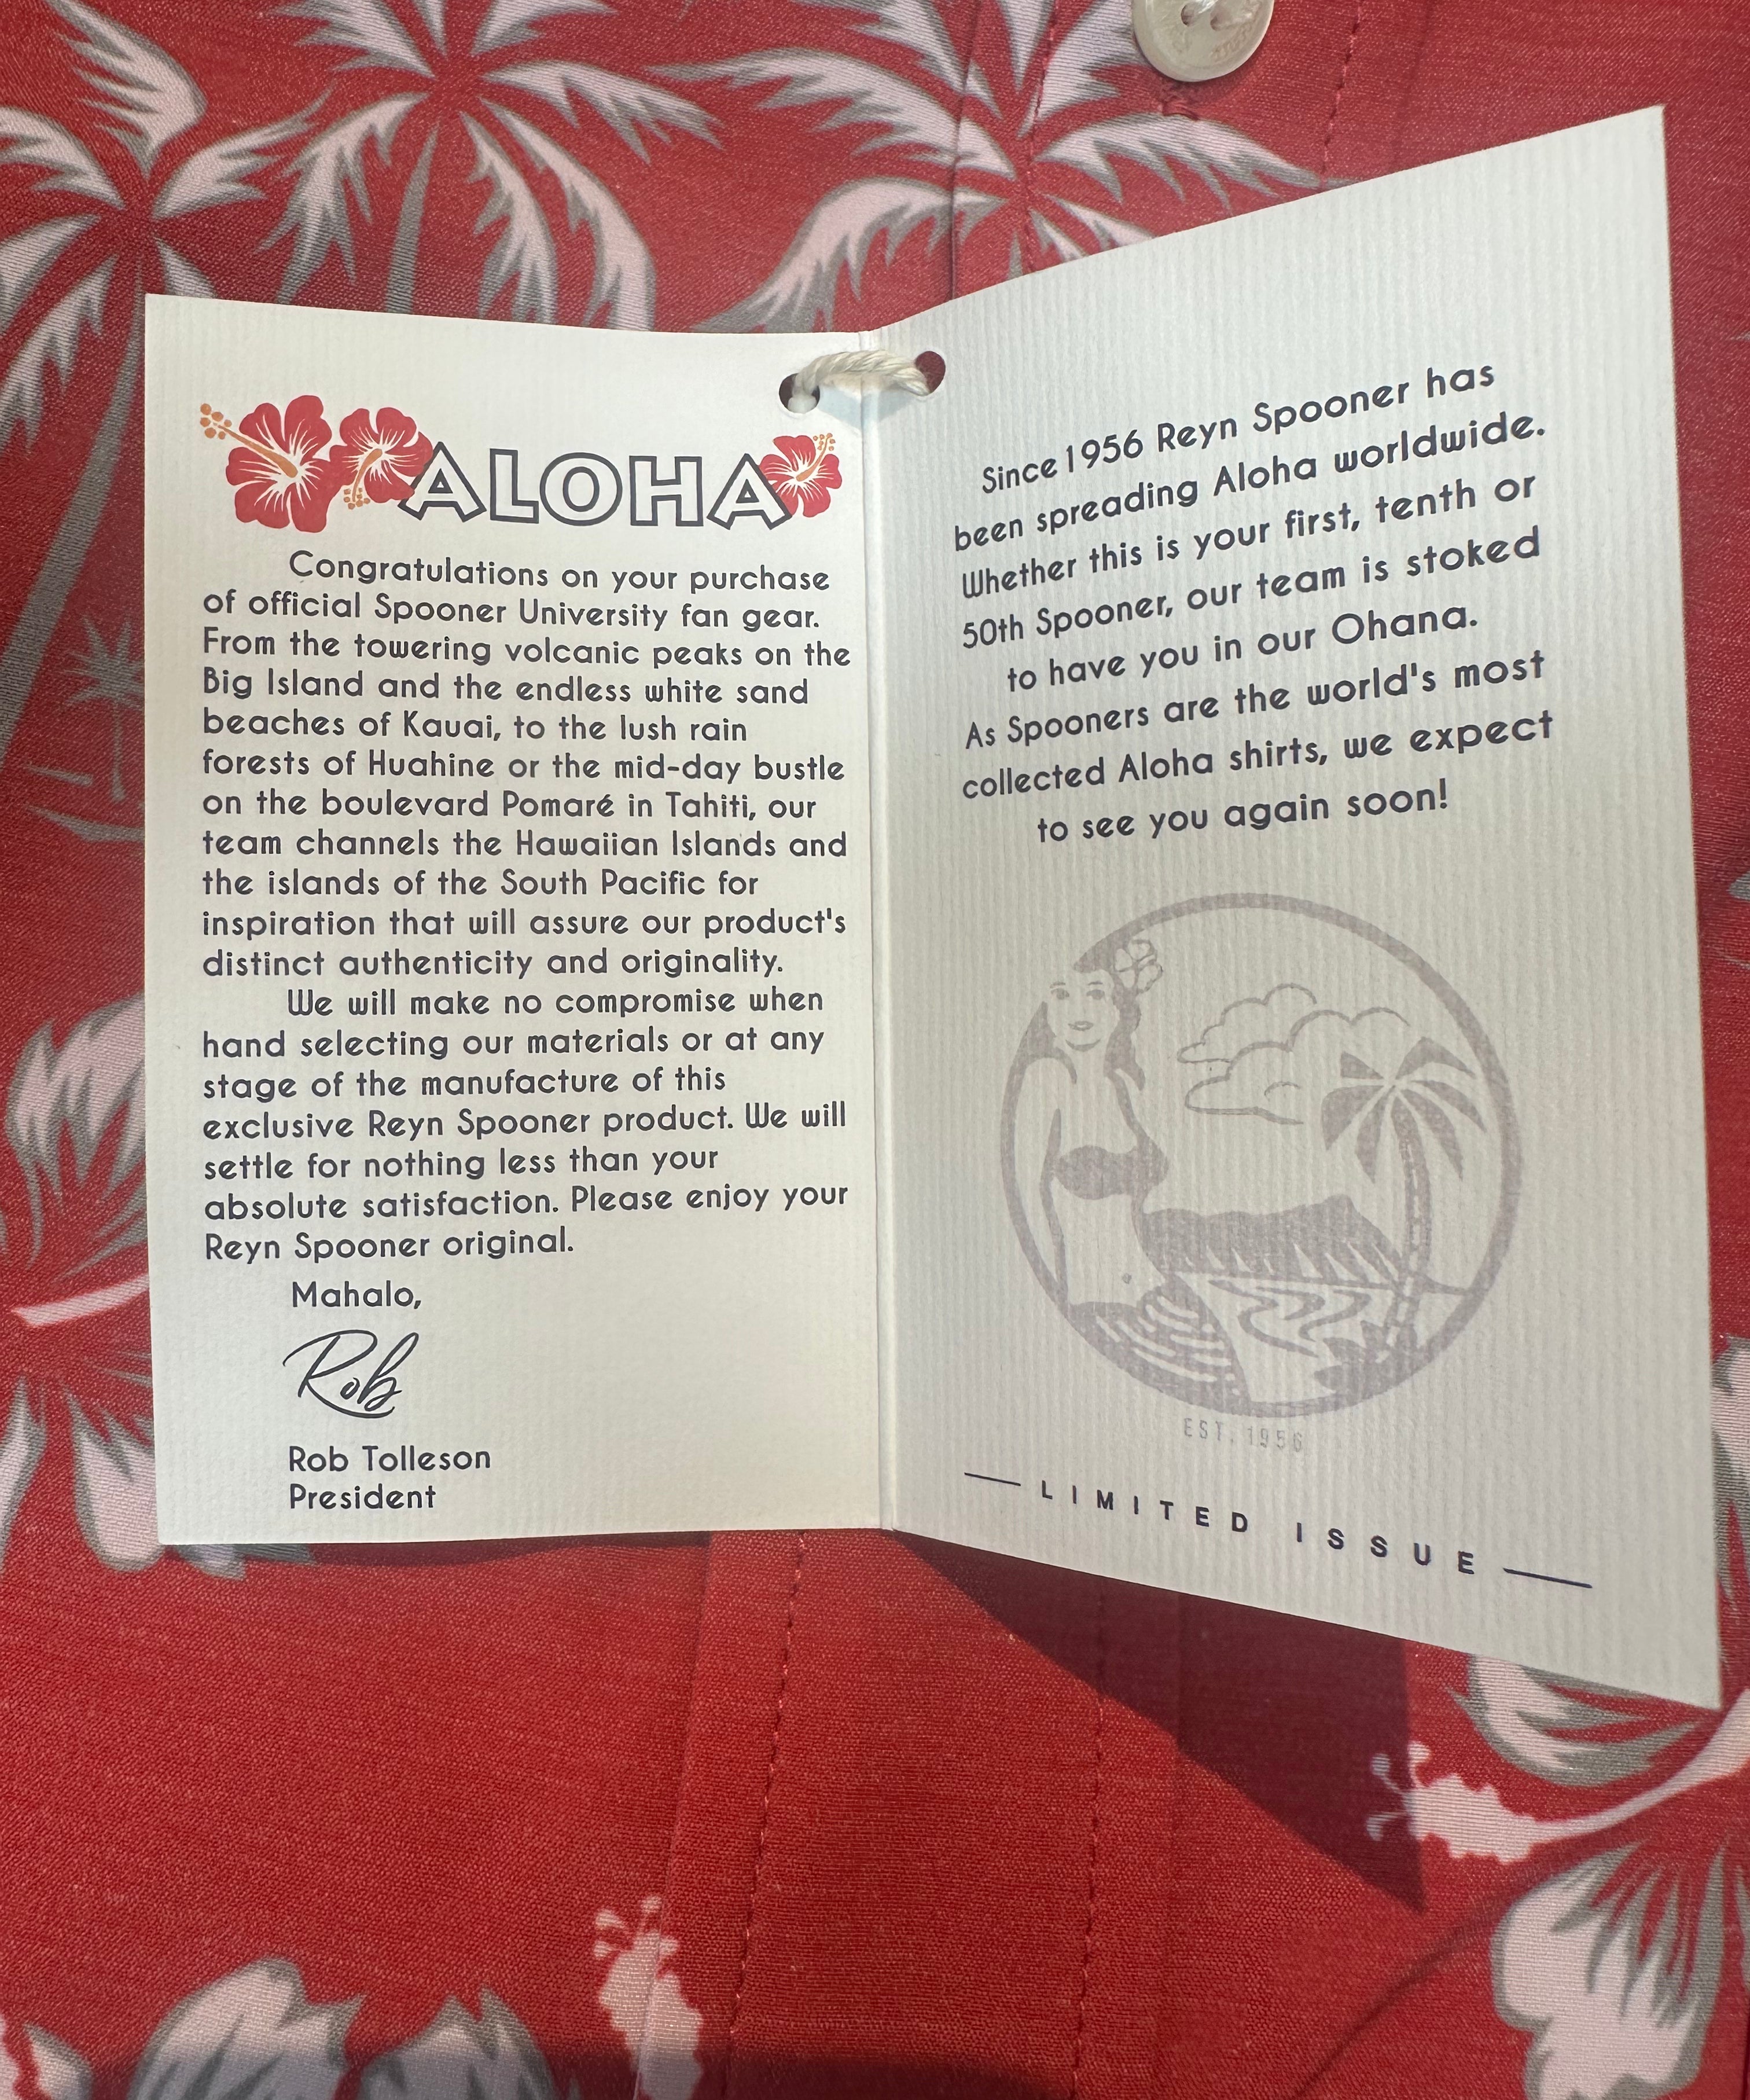 ALOHA
Congratulations on your purchase
of official Spooner University fan gear.
From the towering volcanic peaks on the
Big Island and the endless white sand
beaches of Kauai, to the lush rain
forests of Huahine or the mid-day bustle
on the boulevard Pomaré in Tahiti, our
team channels the Hawaiian Islands and
the islands of the South Pacific for
inspiration that will assure our product's
distinct authenticity and originality.
We will make no compromise when
hand selecting our materials or at any
stage of the manufacture of this
exclusive Reyn Spooner product. We will
settle for nothing less than your
absolute satisfaction. Please enjoy your
Reyn Spooner original.
Mahalo,
Rob
Rob Tolleson
President
Since 1956 Reyn Spooner has
been spreading Aloha worldwide.
Whether this is your first, tenth or
50th Spooner, our team is stoked
to have you in our Ohana.
As Spooners are the world's most
collected Aloha shirts, we expect
to see you again soon!
EST. 1956
LIMITED ISSUE